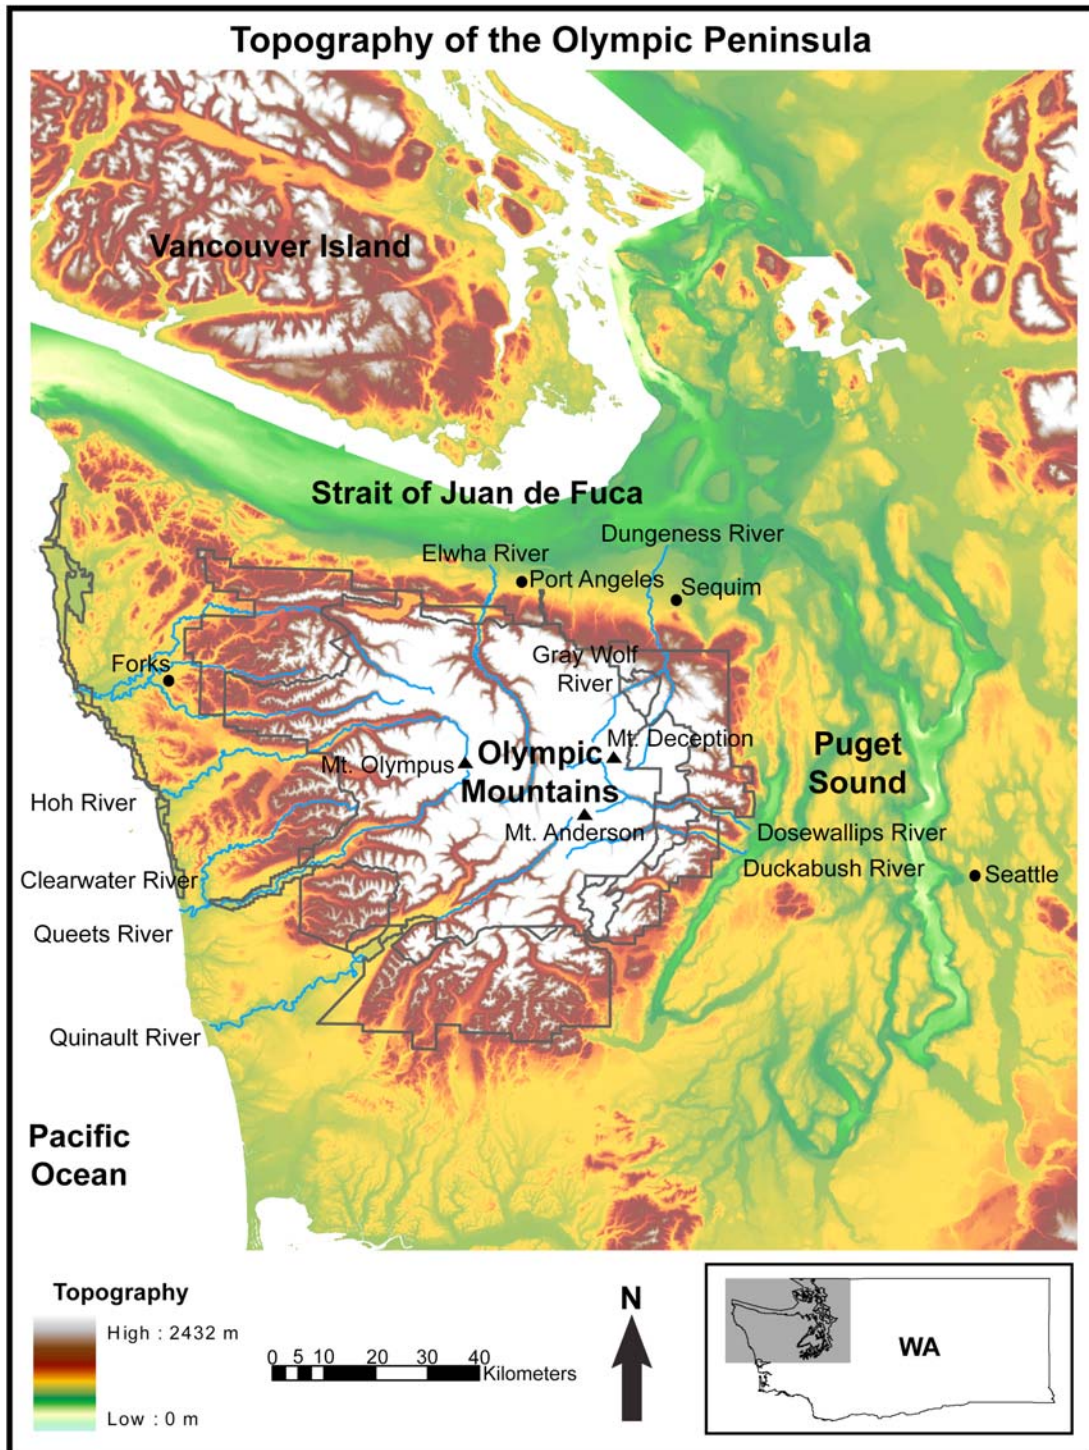 Topography of the Olympic Peninsula
Vancouver Island
Strait of Juan de Fuca
Dungeness River
Elwha River
Port Angeles
Sequim
Gray Wolf
River
Forks
Mt. Deception
Olympic
Mountains
Mt. Olympus
Puget
Sound
Hoh River
Mt. Anderson
Dosewallips River
Duckabush River
Seattle
Clearwater River
Queets River
Quinault River
Pacific
Ocean
Topography
High : 2432 m
Low : 0 m
0 5 10 20 30 40
Kilometers
N
WA